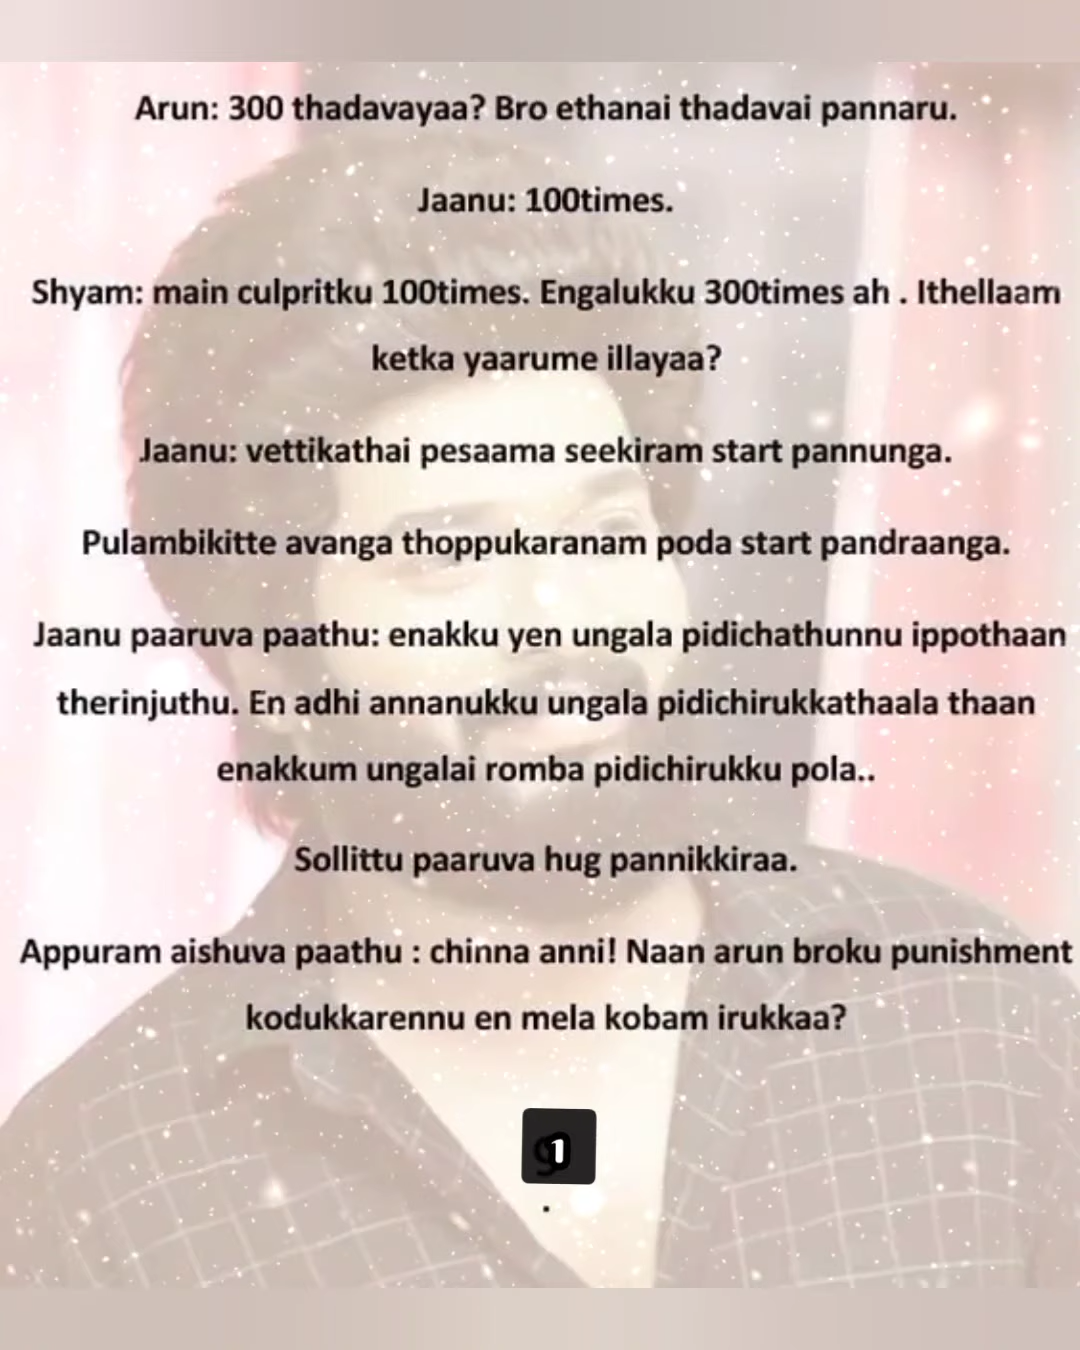 Arun: 300 thadavayaa? Bro ethanai thadavai pannaru.
Jaanu: 100times.
Shyam: main culpritku 100times. Engalukku 300times ah . Ithellaam
ketka yaarume illayaa?
Jaanu: vettikathai pesaama seekiram start pannunga.
Pulambikitte avanga thoppukaranam poda start pandraanga.
Jaanu paaruva paathu: enakku yen ungala pidichathunnu ippothaan
therinjuthu. En adhi annanukku ungala pidichirukkathaala thaan
enakkum ungalai romba pidichirukku pola..
Sollittu paaruva hug pannikkiraa.
Appuram aishuva paathu : chinna anni! Naan arun broku punishment
kodukkarennu en mela kobam irukkaa?
1
.